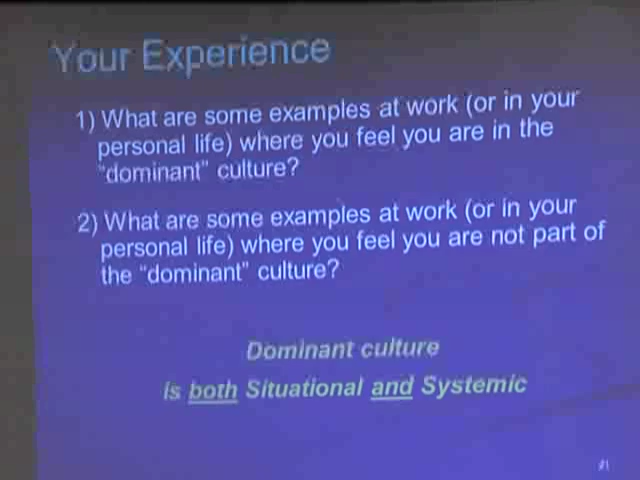 Your Experience
1) What are some examples at work (or in your
personal life) where you feel you are in the
"dominant" culture?
2) What are some examples at work (or in your
personal life) where you feel you are not part of
the "dominant" culture?
Dominant culture
is both Situational and Systemic